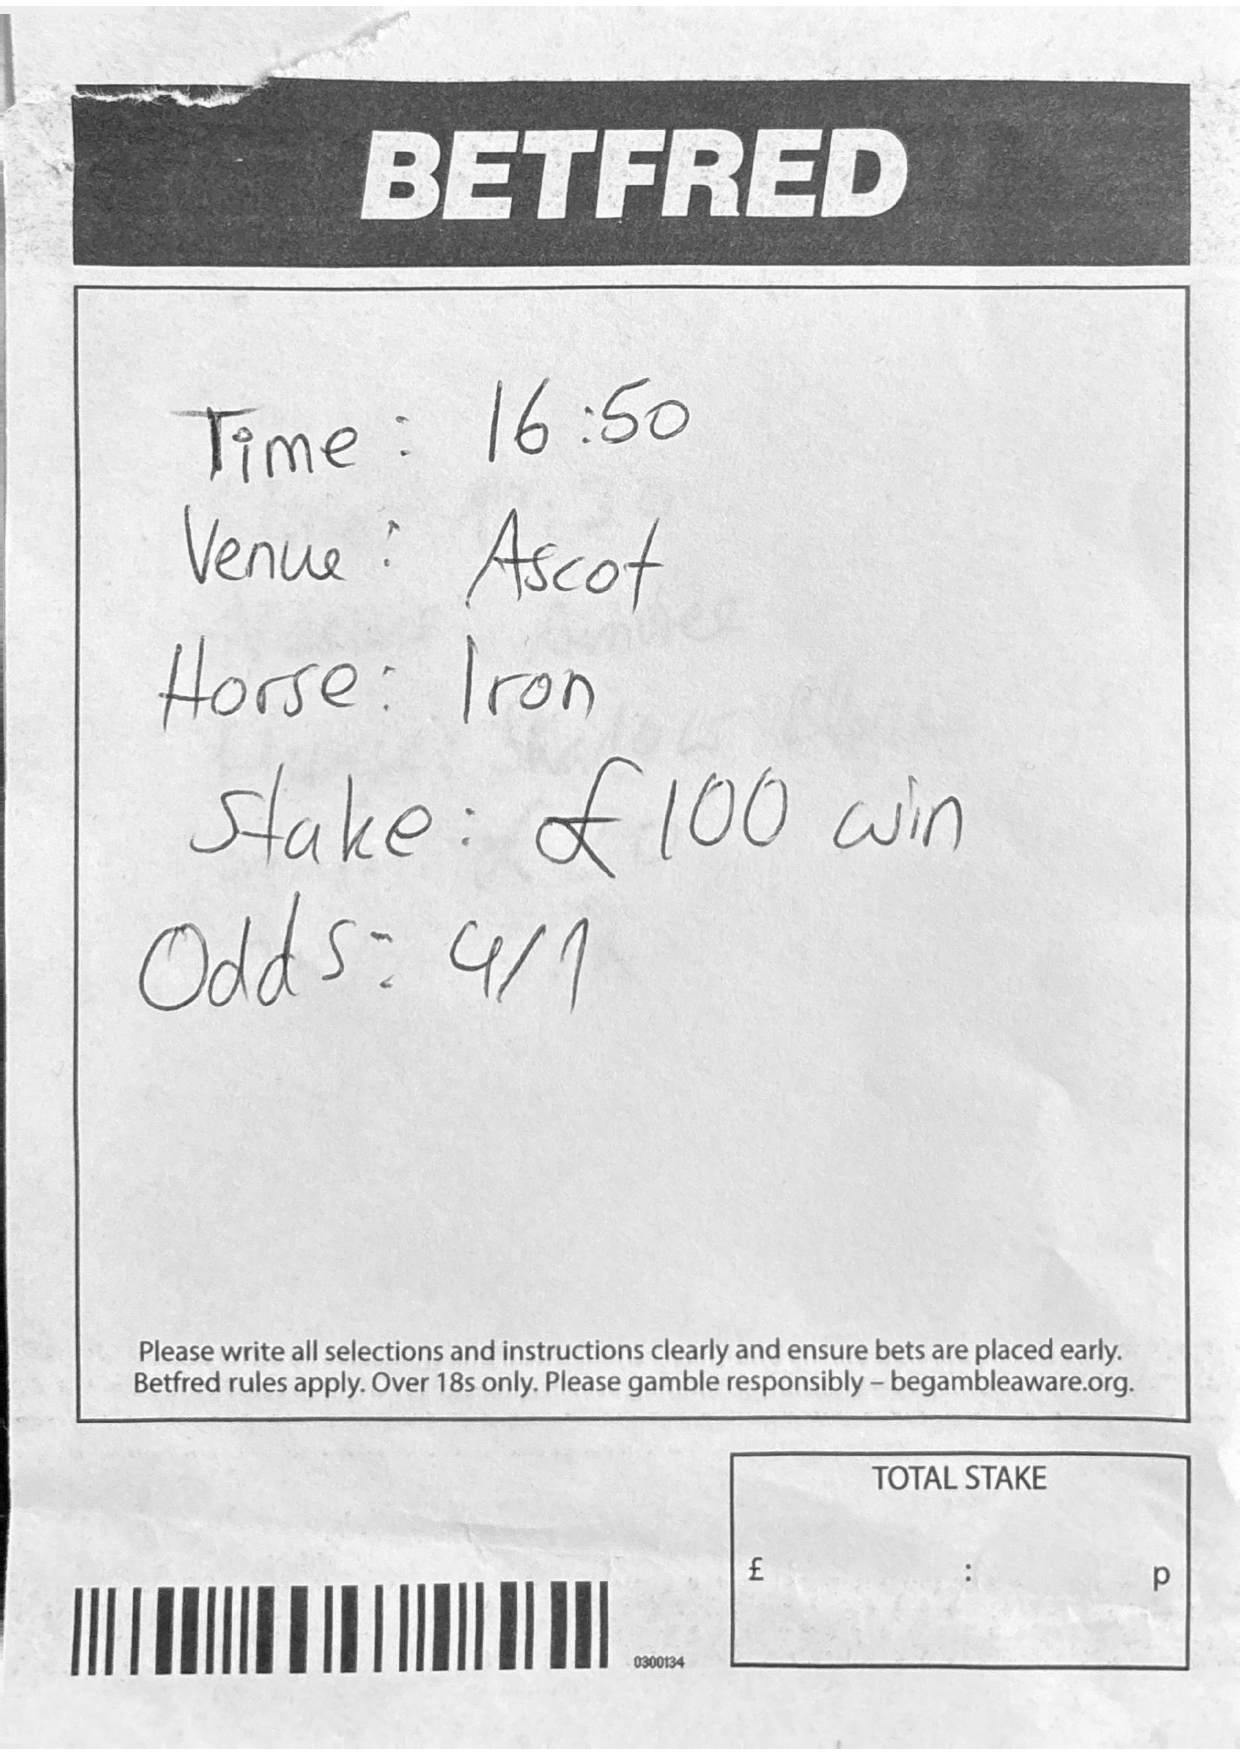 BETFRED
Time: 16:50
Venue: Ascot
Horse: Iron
Stake: £100 win
Odds: 4/1
Please write all selections and instructions clearly and ensure bets are placed early.
Betfred rules apply. Over 18s only. Please gamble responsibly – begambleaware.org.
TOTAL STAKE
£ : p
0300134